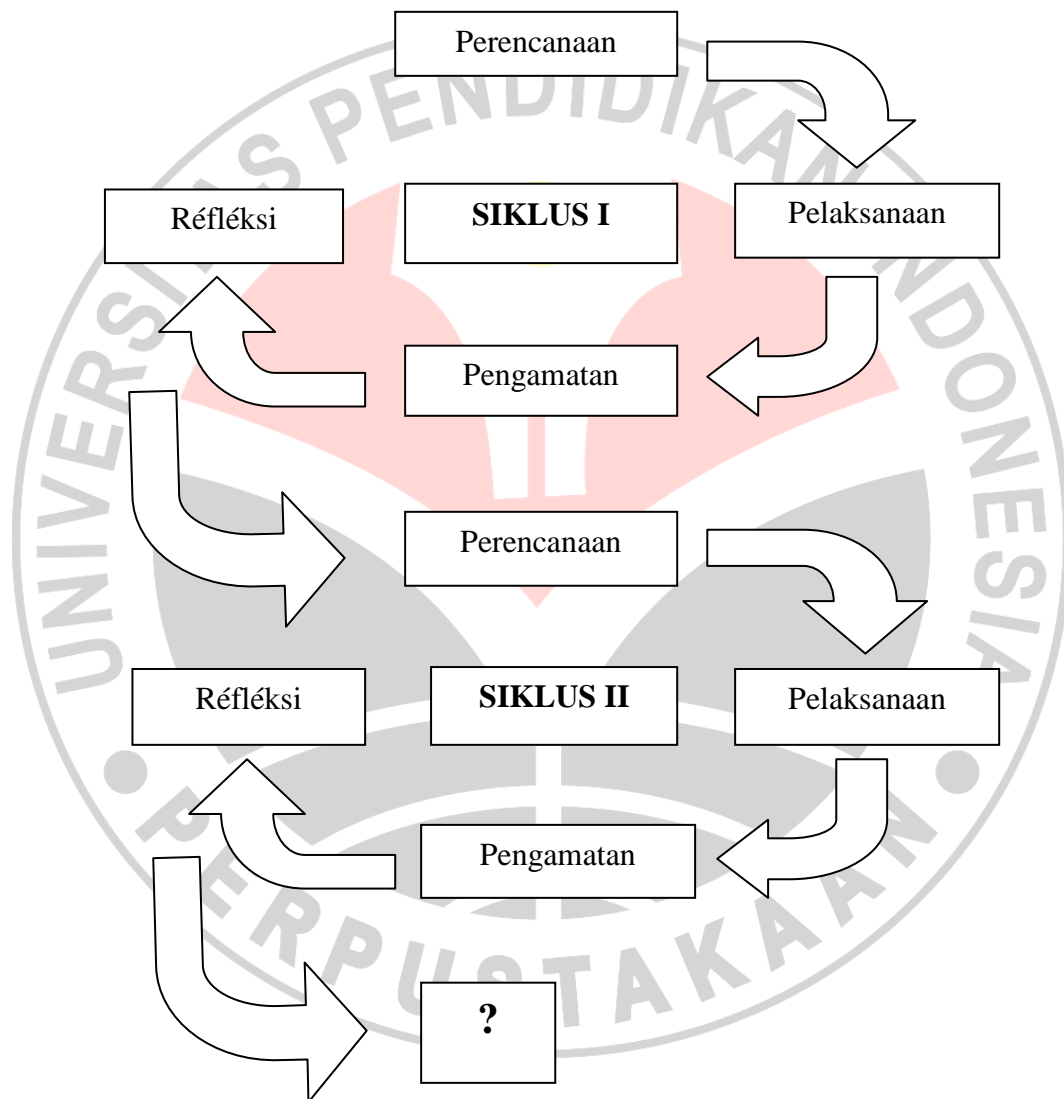 Perencanaan
Réfléksi
SIKLUS I
Pelaksanaan
Pengamatan
Perencanaan
Réfléksi
SIKLUS II
Pelaksanaan
Pengamatan
?
UNIVERSITAS PENDIDIKAN INDONESIA
PERPUSTAKAAN